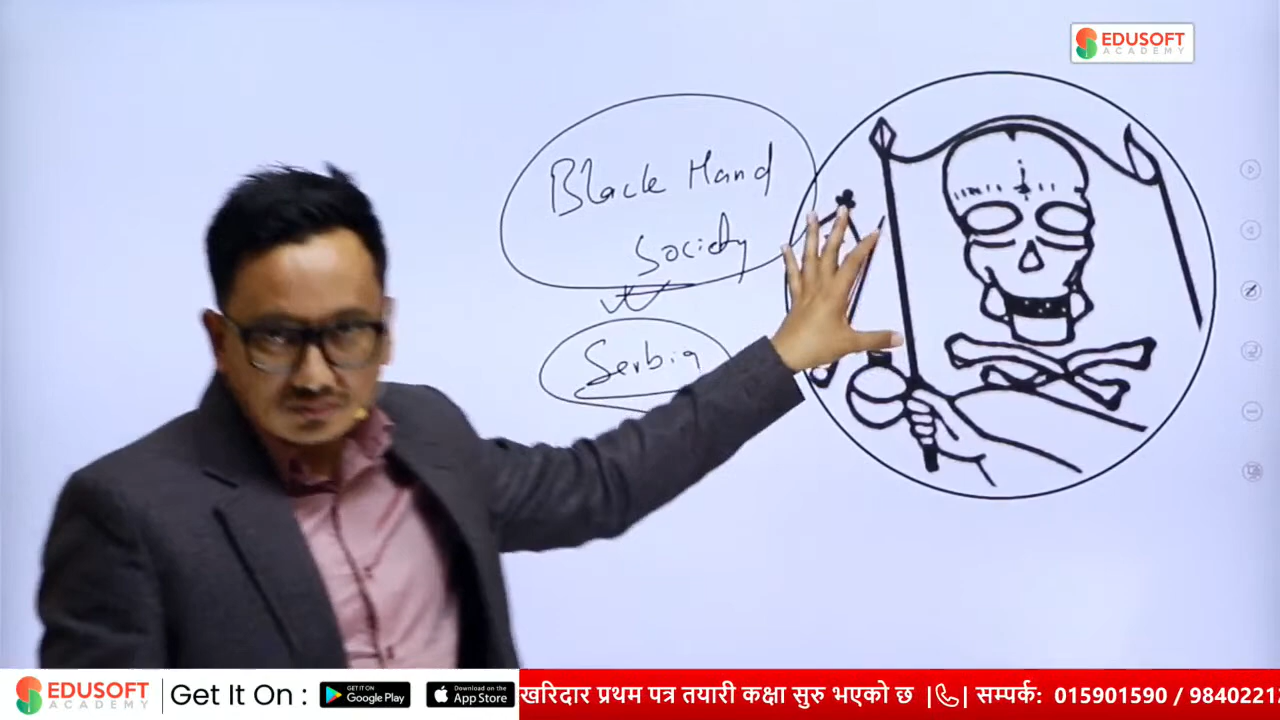 EDUSOFT
ACADEMY
Black Hand
Society
Serbia
EDUSOFT
ACADEMY
Get It On :
GET IT ON
Google Play
Download on the
App Store
खरिदार प्रथम पत्र तयारी कक्षा सुरु भएको छ || सम्पर्क: 015901590 / 98402212